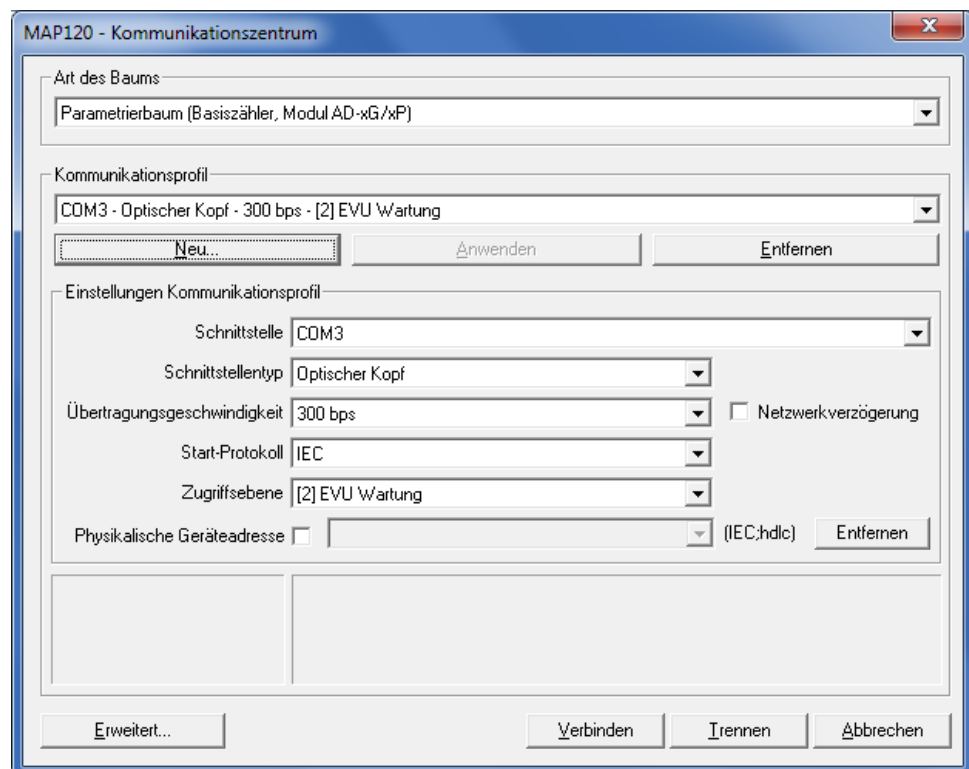 MAP120 - Kommunikationszentrum
Art des Baums
Parametrierbaum (Basiszähler, Modul AD-xG/xP)
Kommunikationsprofil
COM3 - Optischer Kopf - 300 bps - [2] EVU Wartung
Neu... Anwenden Entfernen
Einstellungen Kommunikationsprofil
Schnittstelle COM3
Schnittstellentyp Optischer Kopf
Übertragungsgeschwindigkeit 300 bps Netzwerkverzögerung
Start-Protokoll IEC
Zugriffsebene [2] EVU Wartung
Physikalische Geräteadresse (IEC;hdlc) Entfernen
Erweitert... Verbinden Trennen Abbrechen